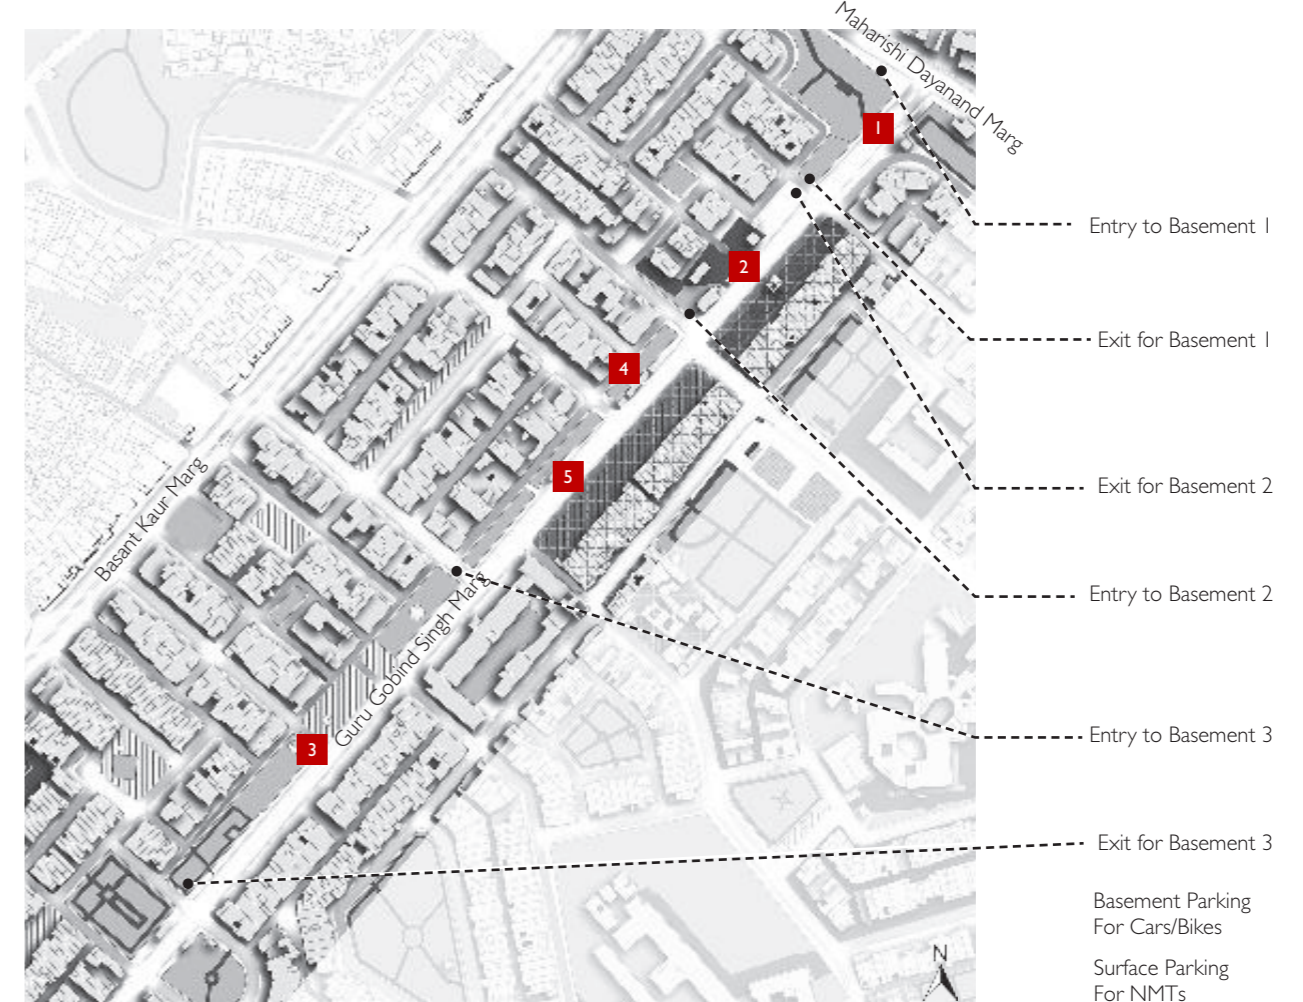 Maharishi Dayanand Marg
1
Entry to Basement 1
2
Exit for Basement 1
4
5
Exit for Basement 2
Basant Kaur Marg
Entry to Basement 2
Guru Gobind Singh Marg
3
Entry to Basement 3
Exit for Basement 3
Basement Parking
For Cars/Bikes
N
Surface Parking
For NMTs